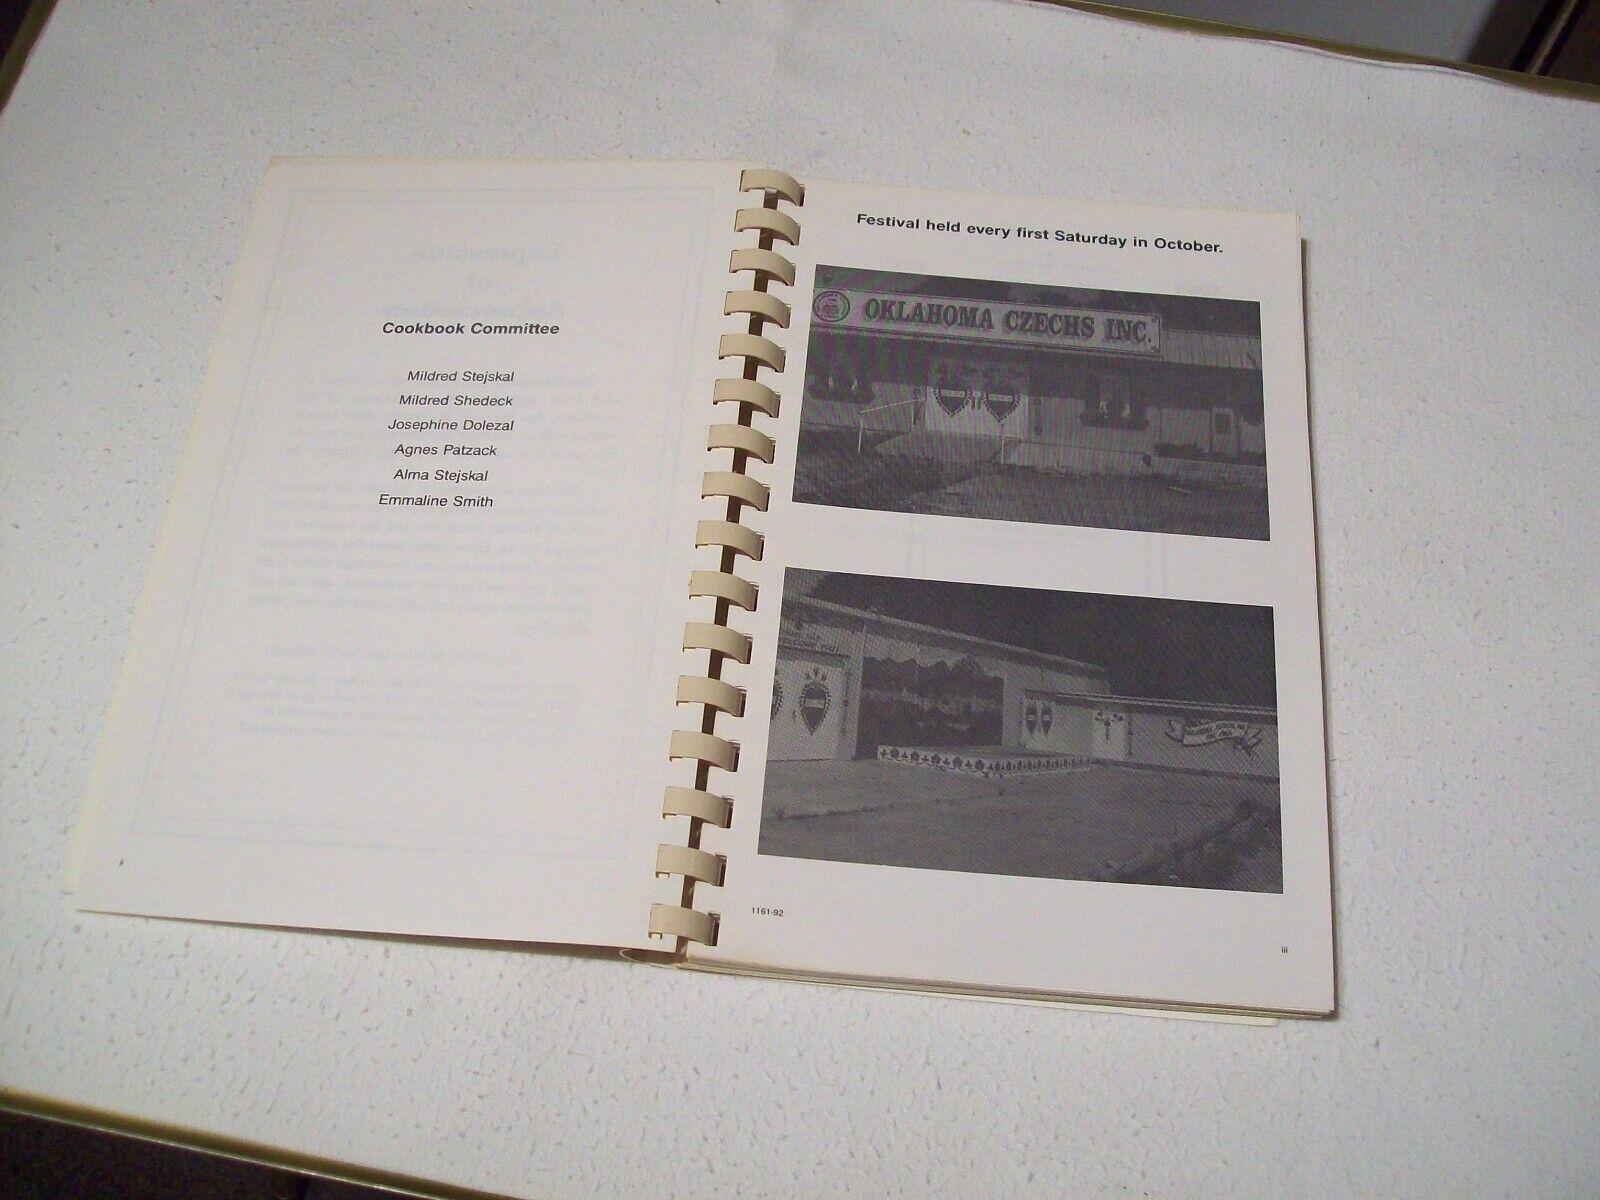 Cookbook Committee
Mildred Stejskal
Mildred Shedeck
Josephine Dolezal
Agnes Patzack
Alma Stejskal
Emmaline Smith
Festival held every first Saturday in October.
OKLAHOMA CZECHS INC.
1161-92
iii